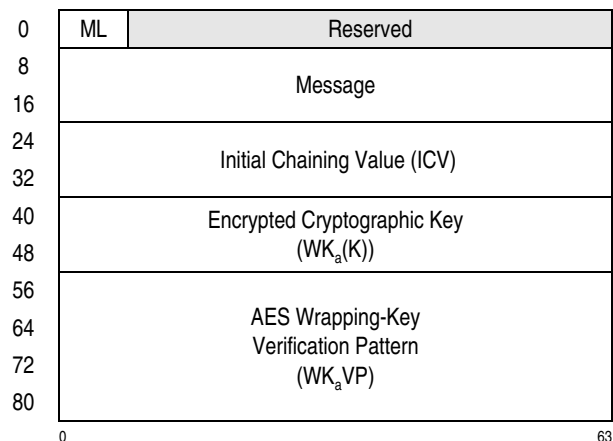 0 ML Reserved
8
Message
16
24
Initial Chaining Value (ICV)
32
40 Encrypted Cryptographic Key
48 (WKa(K))
56
AES Wrapping-Key
64
Verification Pattern
72
(WKaVP)
80
0 63